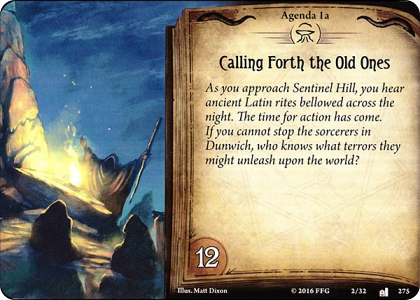 Agenda 1a
Calling Forth the Old Ones
As you approach Sentinel Hill, you hear
ancient Latin rites bellowed across the
night. The time for action has come.
If you cannot stop the sorcerers in
Dunwich, who knows what terrors they
might unleash upon the world?
12
Illus. Matt Dixon
© 2016 FFG
2/32
275